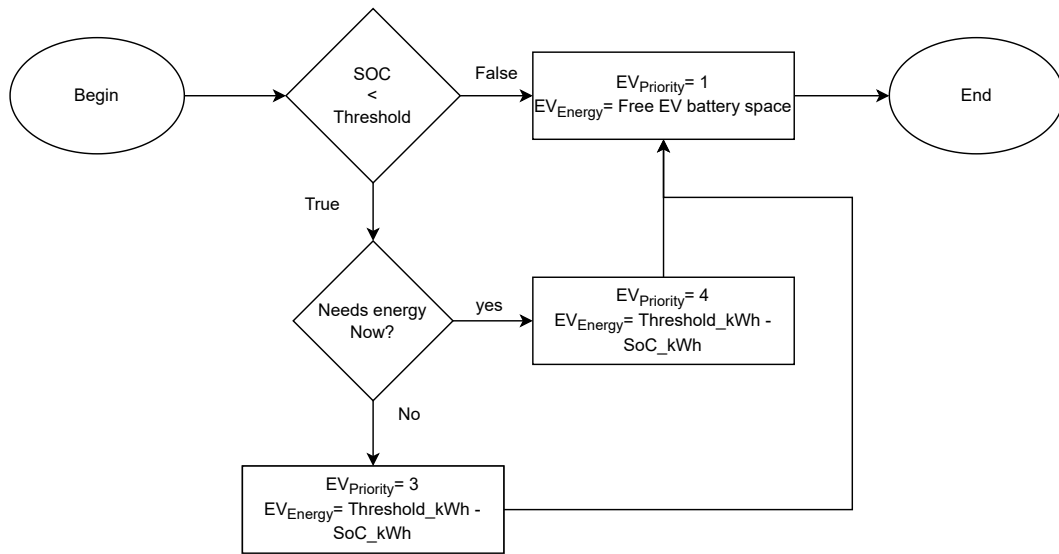 Begin
SOC
<
Threshold
False
EVPriority= 1
EVEnergy= Free EV battery space
End
True
Needs energy
Now?
yes
EVPriority= 4
EVEnergy= Threshold_kWh -
SoC_kWh
No
EVPriority= 3
EVEnergy= Threshold_kWh -
SoC_kWh